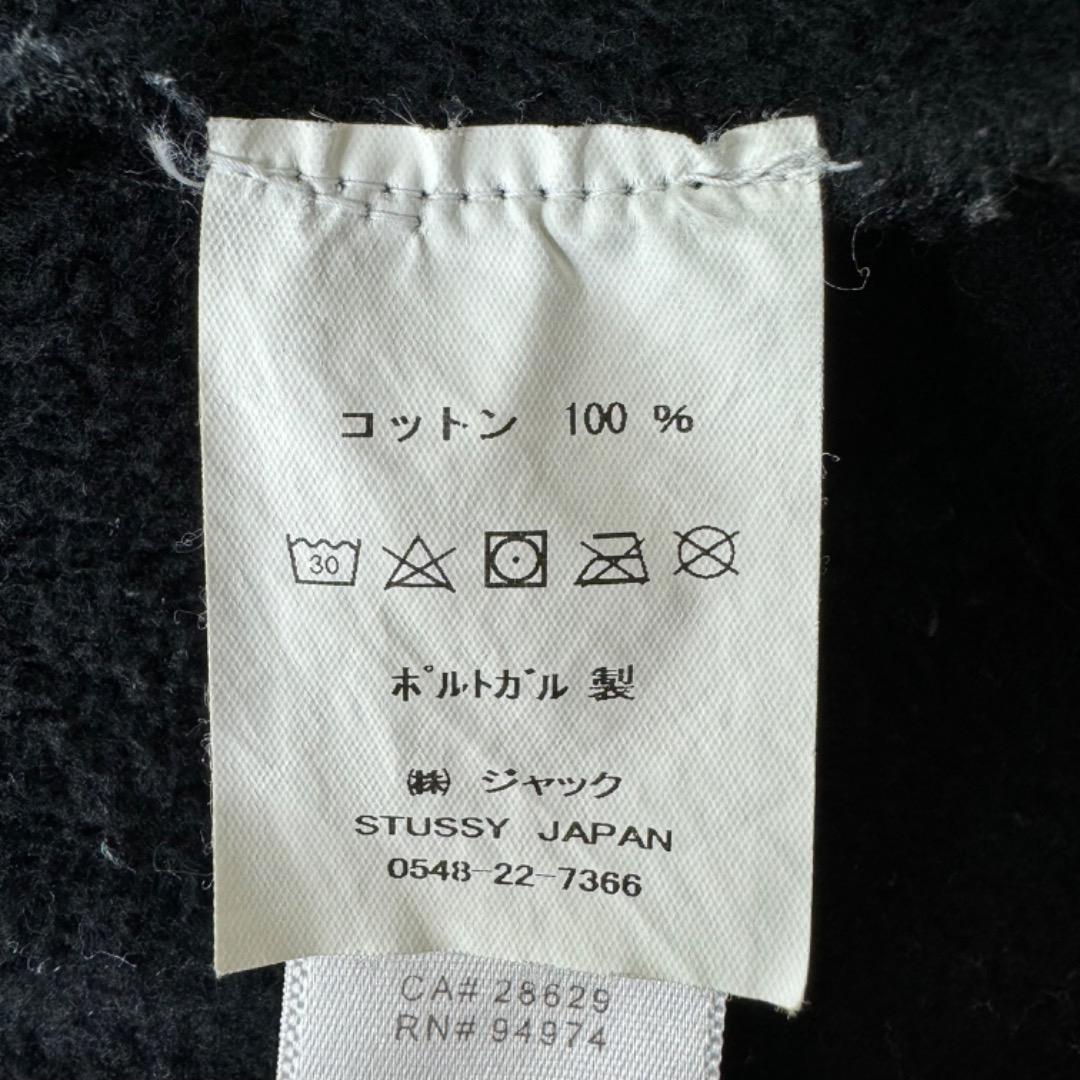 コットン 100 %
30
ポルトガル 製
㈱ ジャック
STUSSY JAPAN
0548-22-7366
CA# 28629
RN# 94974